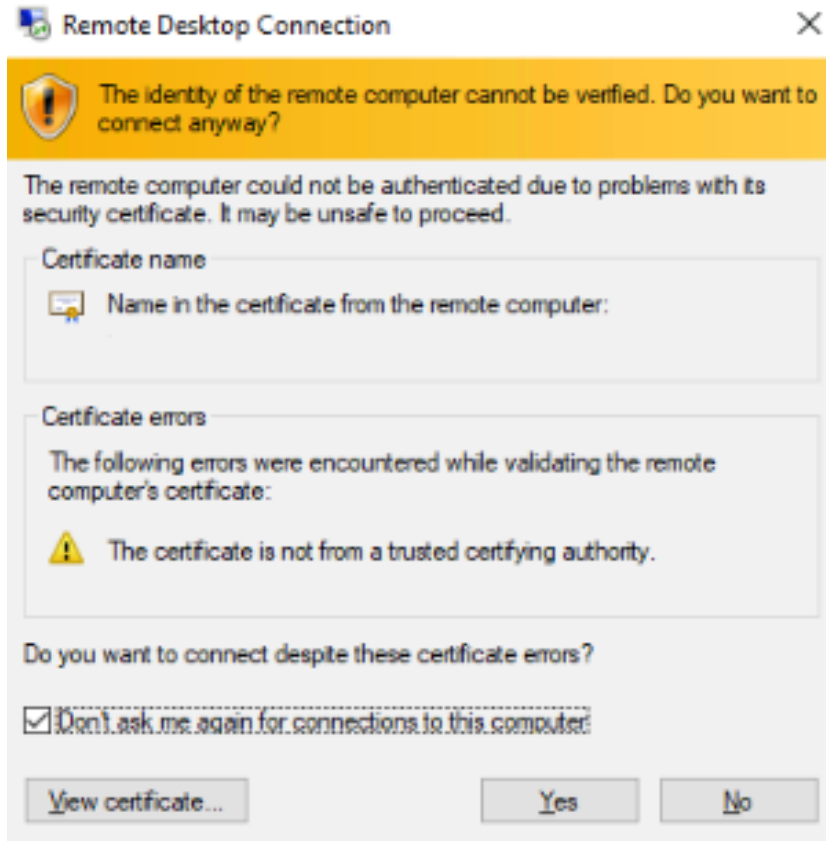 Remote Desktop Connection
The identity of the remote computer cannot be verified. Do you want to
connect anyway?
The remote computer could not be authenticated due to problems with its
security certificate. It may be unsafe to proceed.
Certificate name
Name in the certificate from the remote computer:
Certificate errors
The following errors were encountered while validating the remote
computer's certificate:
The certificate is not from a trusted certifying authority.
Do you want to connect despite these certificate errors?
Don't ask me again for connections to this computer
View certificate...
Yes
No